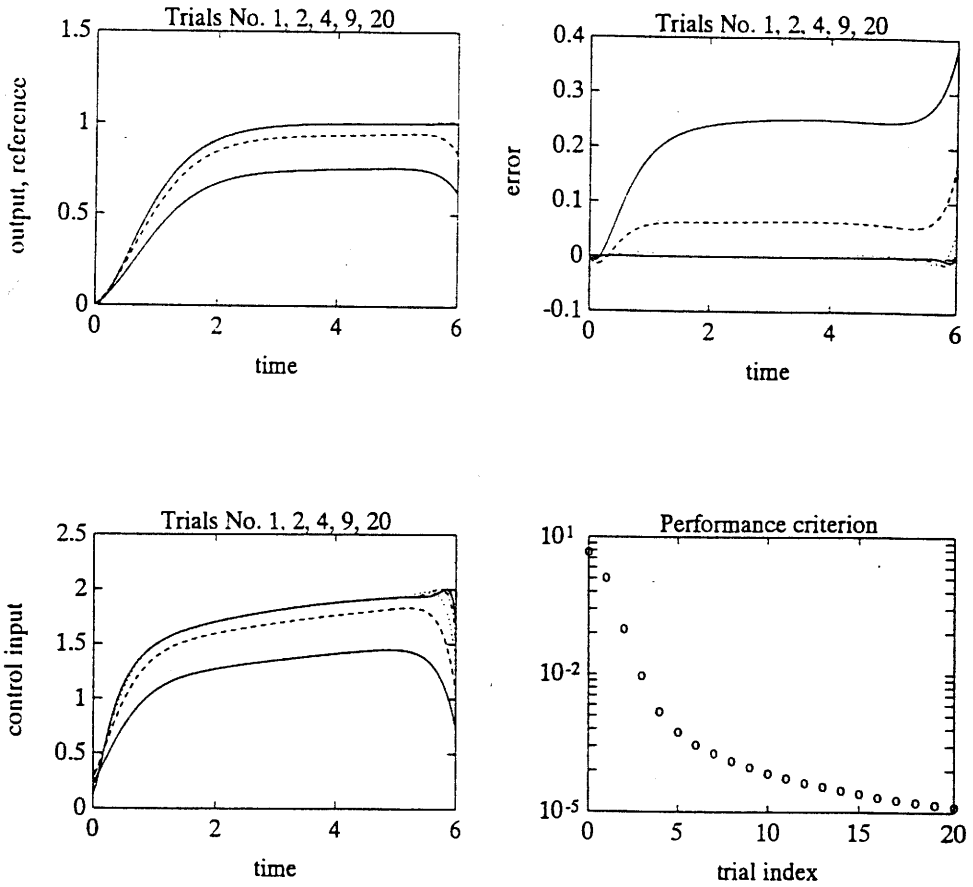 Trials No. 1, 2, 4, 9, 20
1.5
1
0.5
0
0 2 4 6
output, reference
time
Trials No. 1, 2, 4, 9, 20
0.4
0.3
0.2
0.1
0
-0.1
0 2 4 6
error
time
Trials No. 1, 2, 4, 9, 20
2.5
2
1.5
1
0.5
0
0 2 4 6
control input
time
Performance criterion
10¹
10⁻²
10⁻⁵
0 5 10 15 20
trial index